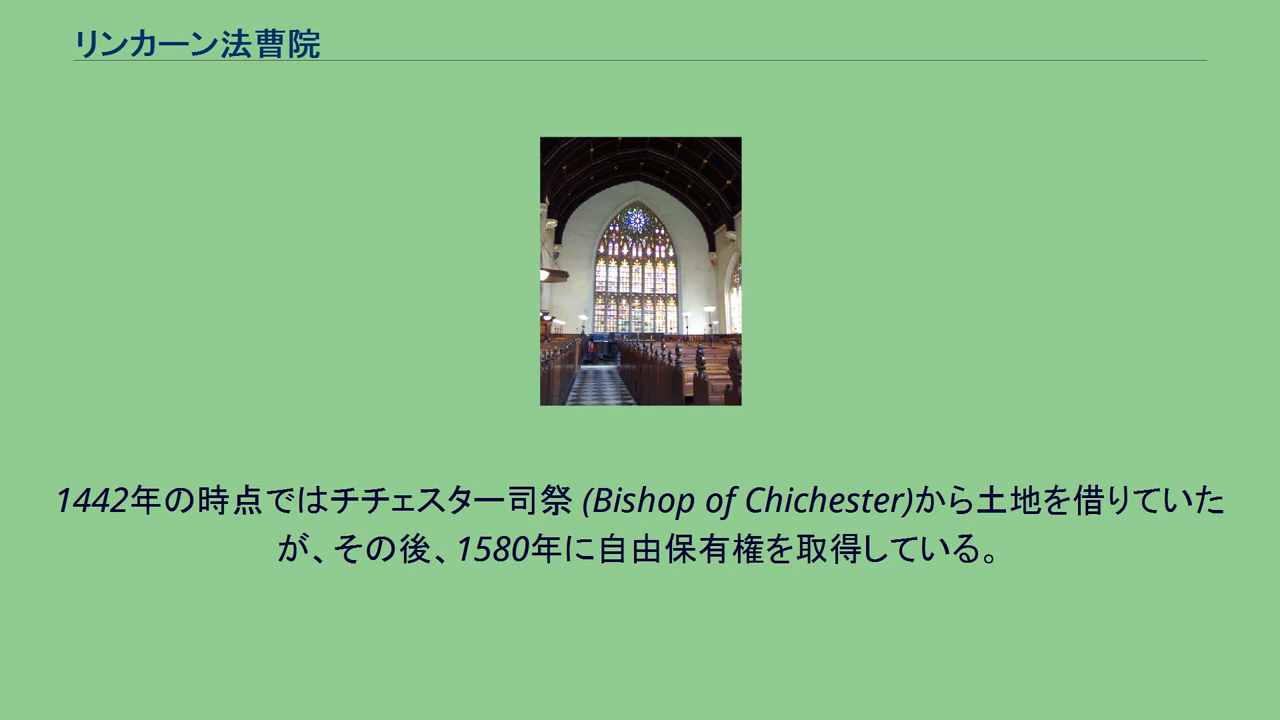 リンカーン法曹院
1442年の時点ではチチェスター司祭 (Bishop of Chichester)から土地を借りていた
が、その後、1580年に自由保有権を取得している。